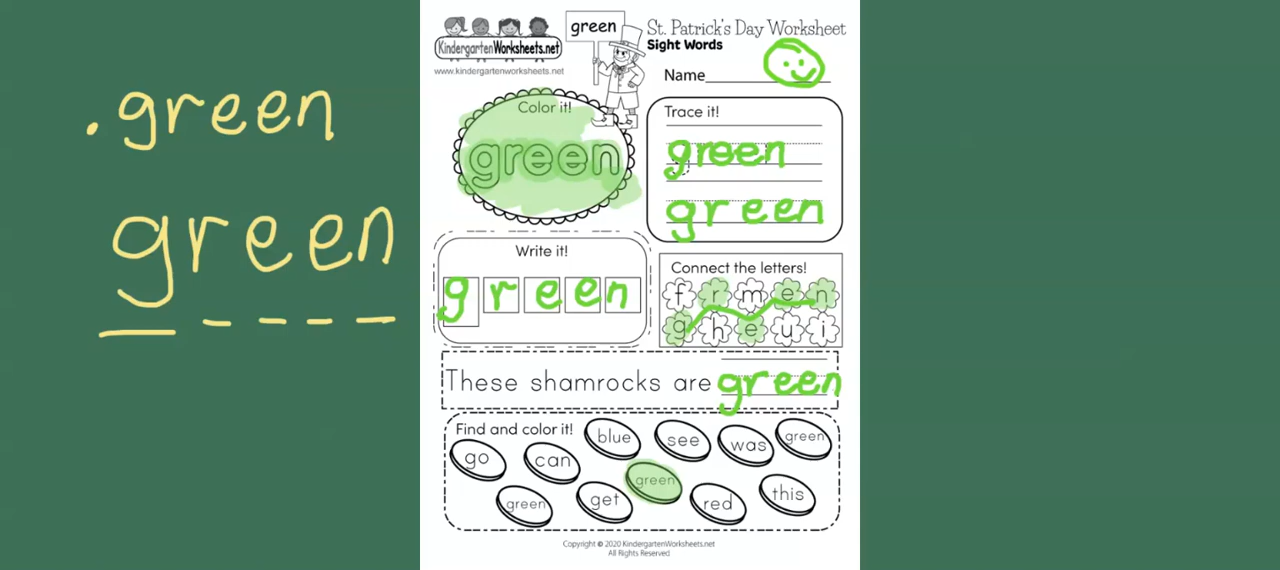 .green
green
green
St. Patrick's Day Worksheet
Sight Words
KindergartenWorksheets.net
www.kindergartenworksheets.net
Name
Color it!
green
Trace it!
green
green
Write it!
g r e e n
Connect the letters!
f r m e n
g h e u i
These shamrocks are green
Find and color it!
blue see was green
go can green
green get red this
Copyright © 2020 KindergartenWorksheets.net
All Rights Reserved